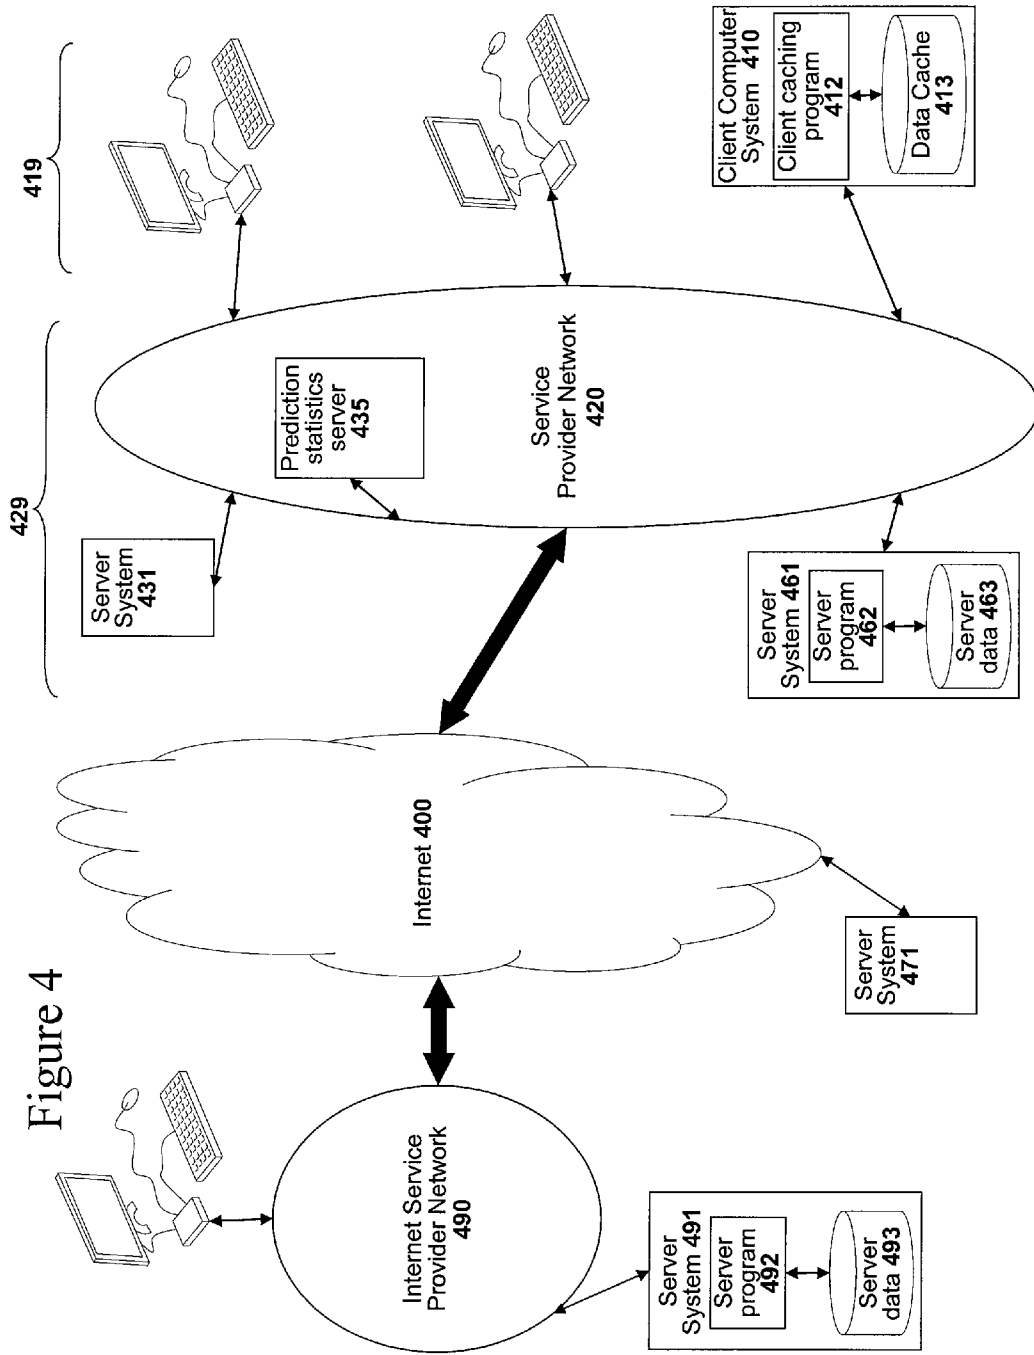 Figure 4
429
419
Server
System
431
Prediction
statistics
server
435
Internet Service
Provider Network
490
Internet 400
Service
Provider Network
420
Server
System 491
Server
program
492
Server
data 493
Server
System
471
Server
System 461
Server
program
462
Server
data 463
Client Computer
System 410
Client caching
program
412
Data Cache
413